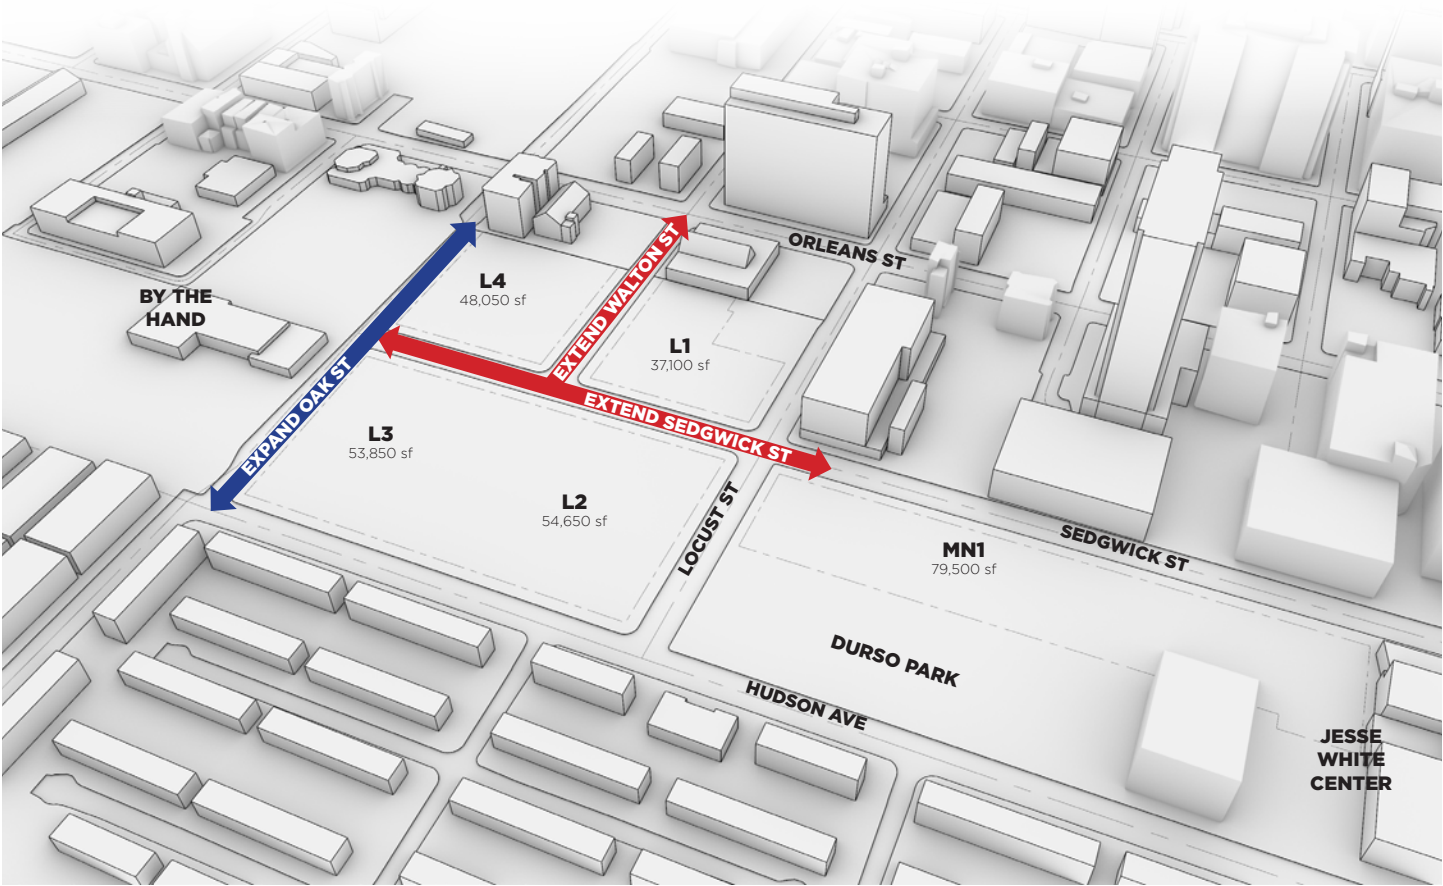 ORLEANS ST
EXTEND WALTON ST
L4
48,050 sf
BY THE
HAND
L1
37,100 sf
EXPAND OAK ST
EXTEND SEDGWICK ST
L3
53,850 sf
L2
54,650 sf
LOCUST ST
SEDGWICK ST
MN1
79,500 sf
DURSO PARK
HUDSON AVE
JESSE
WHITE
CENTER